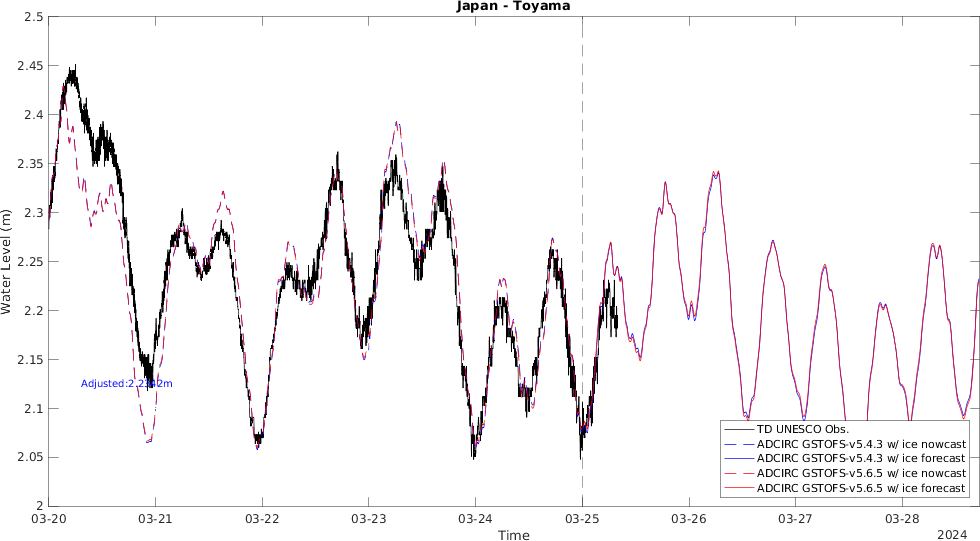 Japan - Toyama
2.5
2.45
2.4
2.35
2.3
2.25
2.2
2.15
2.1
2.05
2
Water Level (m)
TD UNESCO Obs.
ADCIRC GSTOFS-v5.4.3 w/ ice nowcast
ADCIRC GSTOFS-v5.4.3 w/ ice forecast
ADCIRC GSTOFS-v5.6.5 w/ ice nowcast
ADCIRC GSTOFS-v5.6.5 w/ ice forecast
03-20 03-21 03-22 03-23 03-24 03-25 03-26 03-27 03-28
Time
2024